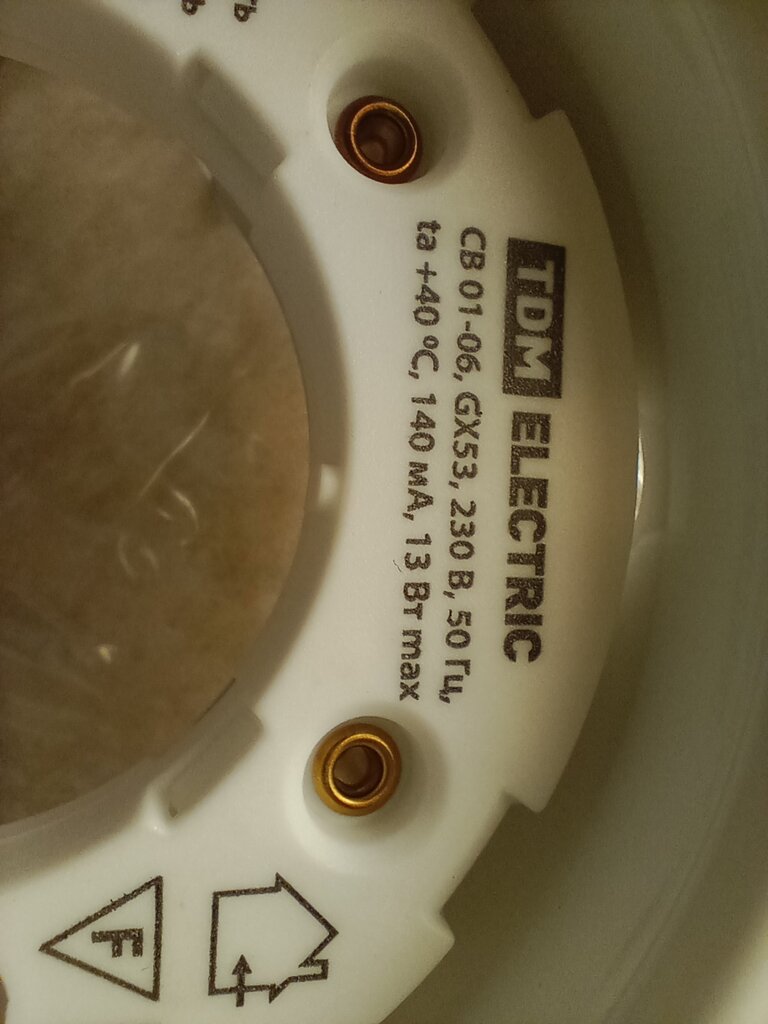 TDM ELECTRIC
СВ 01-06, GX53, 230 В, 50 Гц,
ta +40 °C, 140 мА, 13 Вт max
F